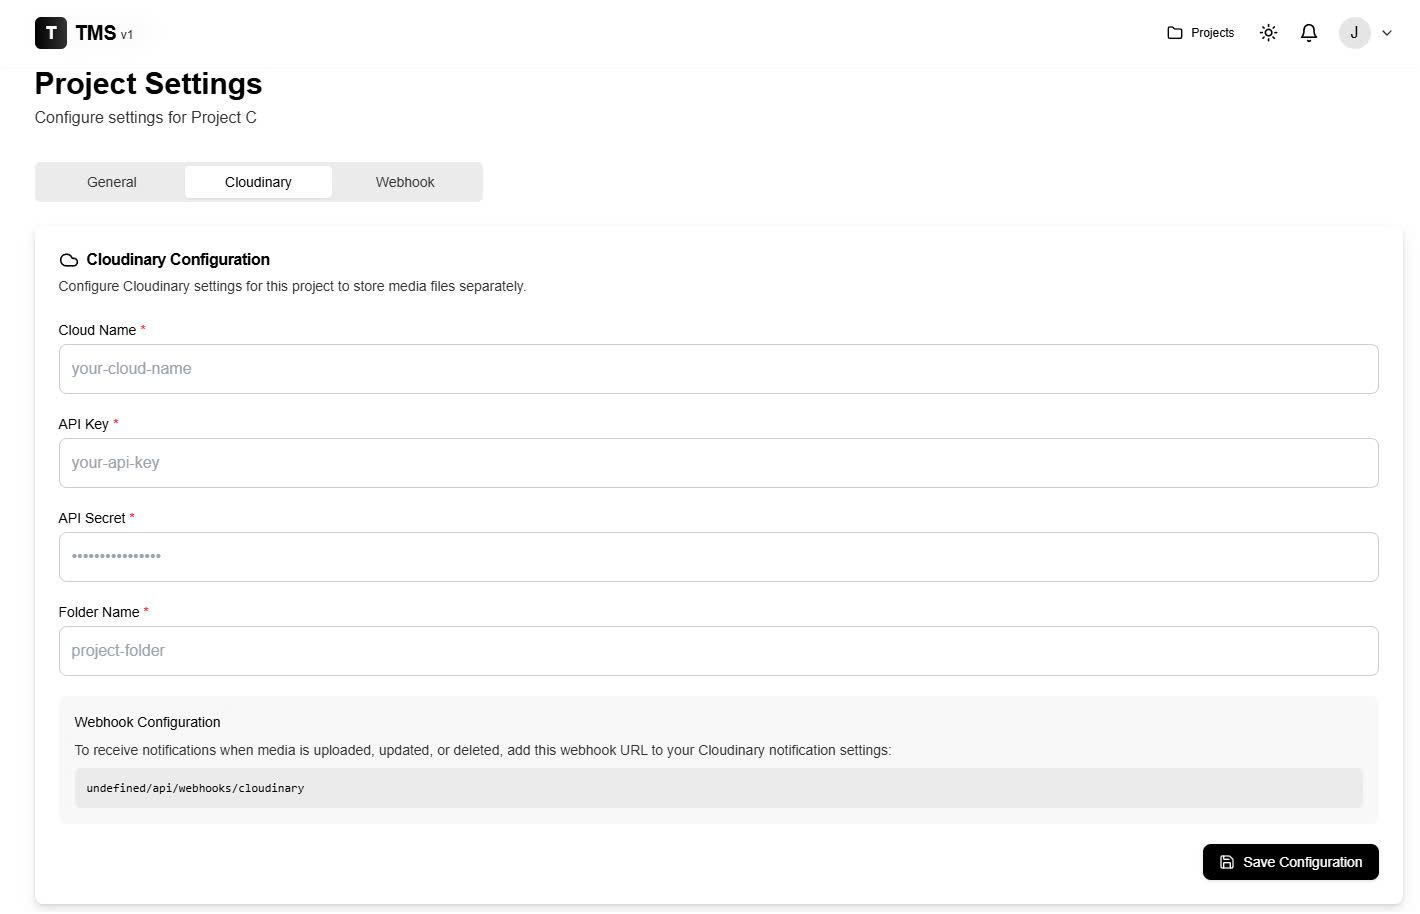 T TMS v1
Projects
J
Project Settings
Configure settings for Project C
General Cloudinary Webhook
Cloudinary Configuration
Configure Cloudinary settings for this project to store media files separately.
Cloud Name *
your-cloud-name
API Key *
your-api-key
API Secret *
••••••••••••••••
Folder Name *
project-folder
Webhook Configuration
To receive notifications when media is uploaded, updated, or deleted, add this webhook URL to your Cloudinary notification settings:
undefined/api/webhooks/cloudinary
Save Configuration